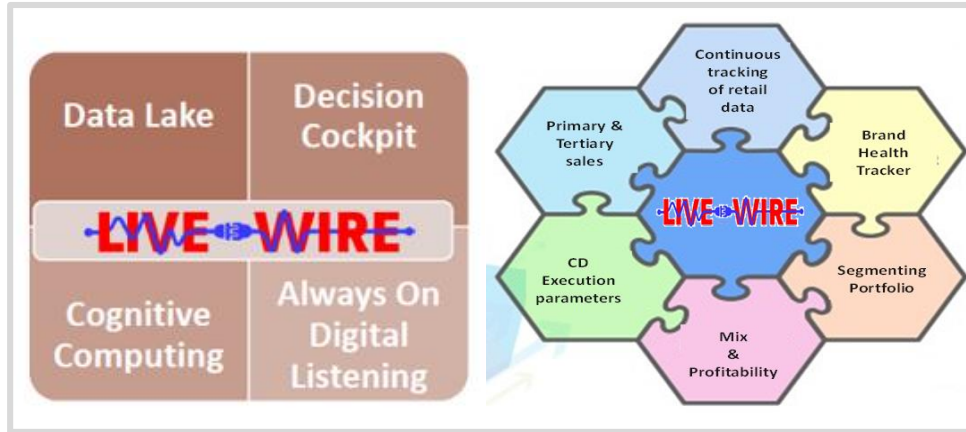 Data Lake
Decision
Cockpit
LIVE WIRE
Cognitive
Computing
Always On
Digital
Listening
Continuous
tracking
of retail
data
Primary &
Tertiary
sales
Brand
Health
Tracker
LIVE WIRE
CD
Execution
parameters
Segmenting
Portfolio
Mix
&
Profitability